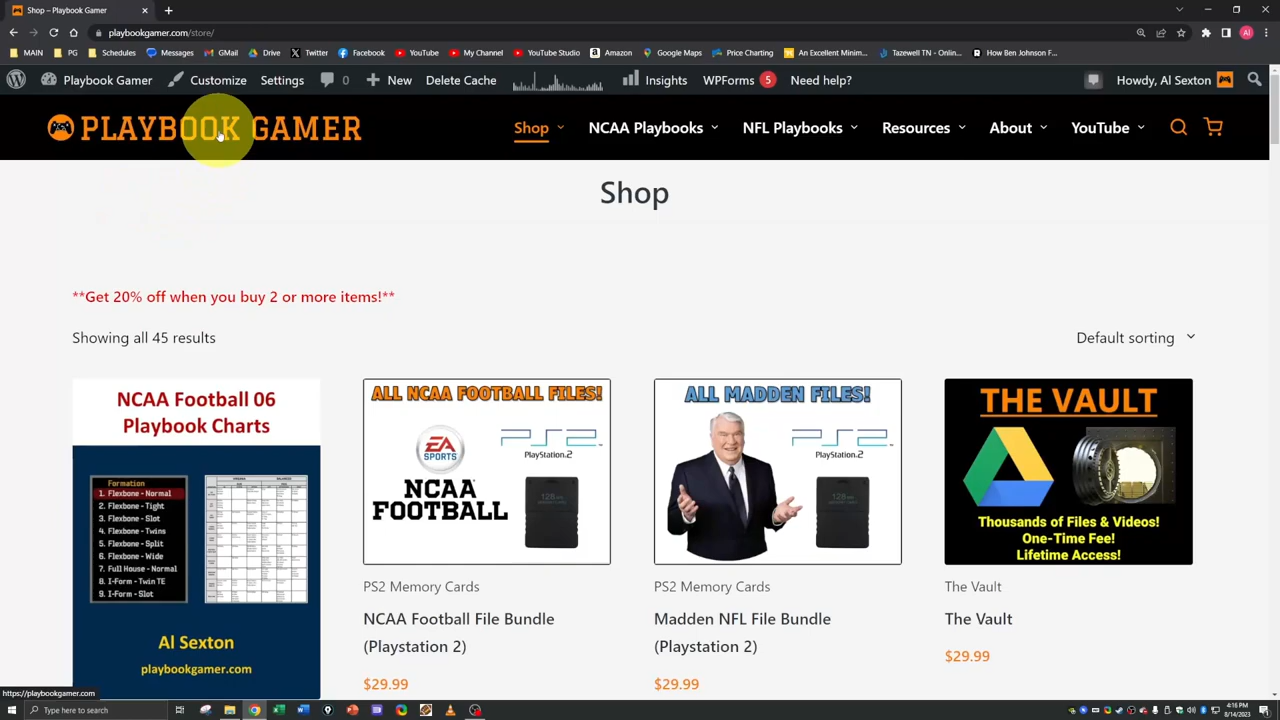 Shop – Playbook Gamer
playbookgamer.com/store/
MAIN PG Schedules Messages GMail Drive Twitter Facebook YouTube My Channel YouTube Studio Amazon Google Maps Price Charting An Excellent Minim... Tazewell TN - Onlin... How Ben Johnson F...
Playbook Gamer Customize Settings 0 New Delete Cache Insights WPForms 5 Need help? Howdy, Al Sexton
PLAYBOOK GAMER Shop NCAA Playbooks NFL Playbooks Resources About YouTube
Shop
**Get 20% off when you buy 2 or more items!**
Showing all 45 results Default sorting
NCAA Football 06
Playbook Charts
Formation
1. Flexbone - Normal
2. Flexbone - Tight
3. Flexbone - Slot
4. Flexbone - Twins
5. Flexbone - Split
6. Flexbone - Wide
7. Full House - Normal
8. I-Form - Twin TE
9. I-Form - Slot
Al Sexton
playbookgamer.com
ALL NCAA FOOTBALL FILES!
EA
SPORTS
PlayStation.2
NCAA
FOOTBALL
PS2 Memory Cards
NCAA Football File Bundle
(Playstation 2)
$29.99
ALL MADDEN FILES!
PlayStation.2
PS2 Memory Cards
Madden NFL File Bundle
(Playstation 2)
$29.99
THE VAULT
Thousands of Files & Videos!
One-Time Fee!
Lifetime Access!
The Vault
The Vault
$29.99
https://playbookgamer.com
Type here to search
4:16 PM
8/14/2023